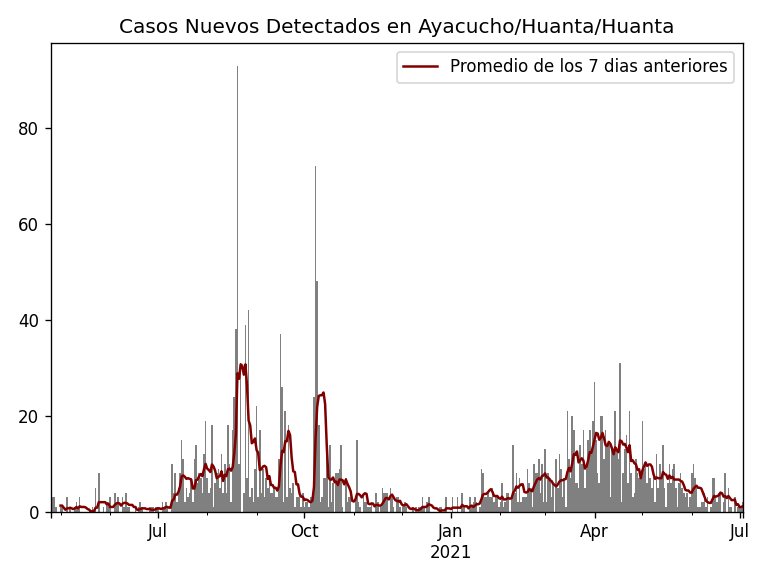 Casos Nuevos Detectados en Ayacucho/Huanta/Huanta
Promedio de los 7 dias anteriores
80
60
40
20
0
Jul
Oct
Jan
2021
Apr
Jul